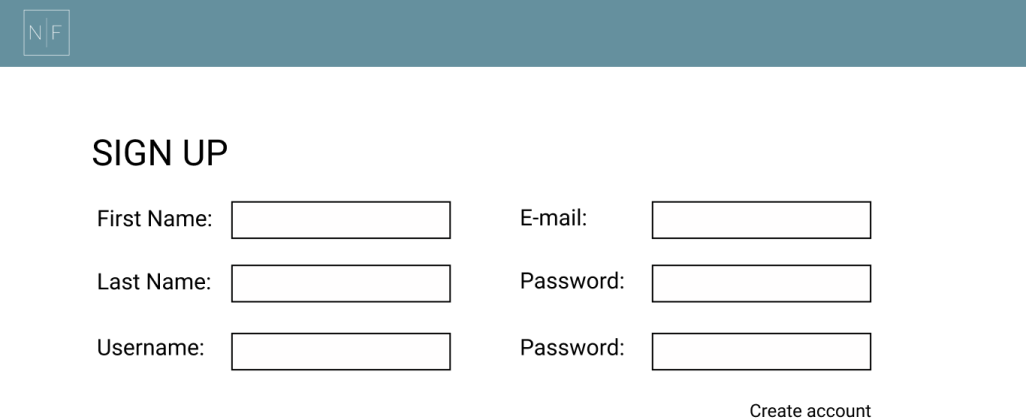 N|F
SIGN UP
First Name:
E-mail:
Last Name:
Password:
Username:
Password:
Create account